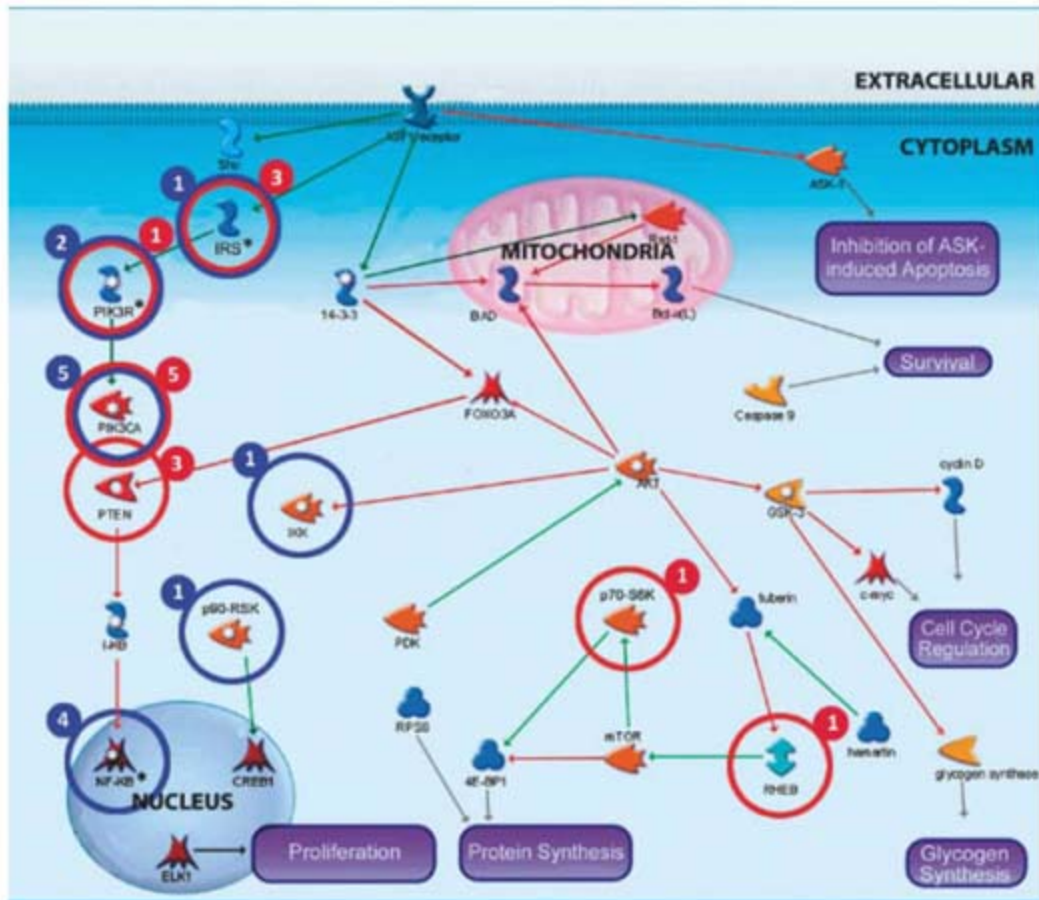 EXTRACELLULAR
CYTOPLASM
IGF receptor
Shc
ASK-1
1
3
IRS*
2
1
PIK3R*
Inhibition of ASK-
induced Apoptosis
MITOCHONDRIA
14-3-3
BAD
5
5
PIK3CA
Survival
Caspase 9
FOXO3A
3
PTEN
1
IKK
AKT
GSK-3
cyclin D
c-myc
Cell Cycle
Regulation
1
p90-RSK
PDK
1
p70-S6K
tuberin
I-KB
4
NF-KB*
CREB1
NUCLEUS
ELK1
Proliferation
RPS6
4E-BP1
mTOR
1
RHEB
hamartin
glycogen synthase
Protein Synthesis
Glycogen
Synthesis